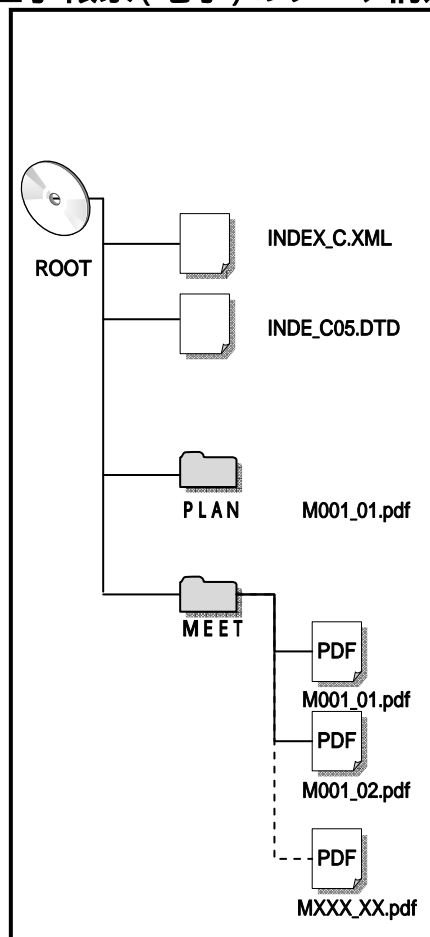 ROOT
INDEX_C.XML
INDE_C05.DTD
PLAN
M001_01.pdf
MEET
PDF
M001_01.pdf
PDF
M001_02.pdf
PDF
MXXX_XX.pdf